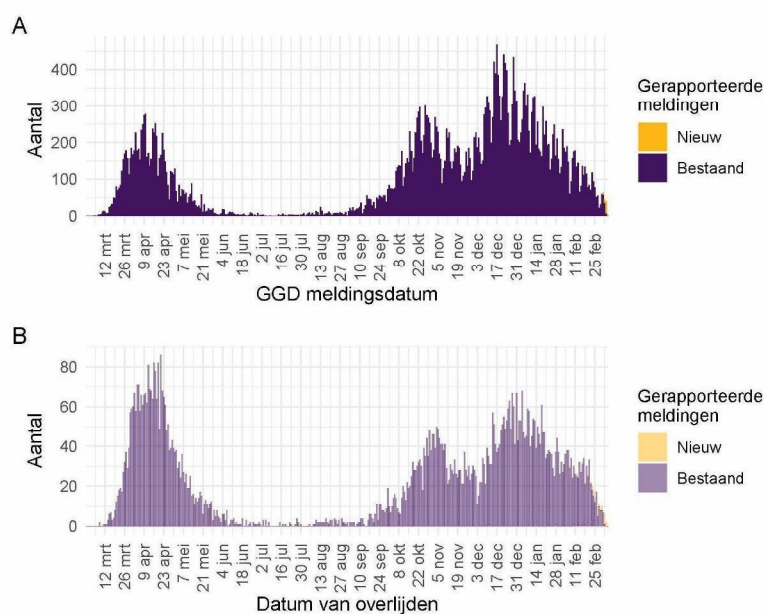 A
Aantal
400
300
200
100
0
12 mrt
26 mrt
9 apr
23 apr
7 mei
21 mei
4 jun
18 jun
2 jul
16 jul
30 jul
13 aug
27 aug
10 sep
24 sep
8 okt
22 okt
5 nov
19 nov
3 dec
17 dec
31 dec
14 jan
28 jan
11 feb
25 feb
GGD meldingsdatum
Gerapporteerde
meldingen
Nieuw
Bestaand
B
Aantal
80
60
40
20
0
12 mrt
26 mrt
9 apr
23 apr
7 mei
21 mei
4 jun
18 jun
2 jul
16 jul
30 jul
13 aug
27 aug
10 sep
24 sep
8 okt
22 okt
5 nov
19 nov
3 dec
17 dec
31 dec
14 jan
28 jan
11 feb
25 feb
Datum van overlijden
Gerapporteerde
meldingen
Nieuw
Bestaand